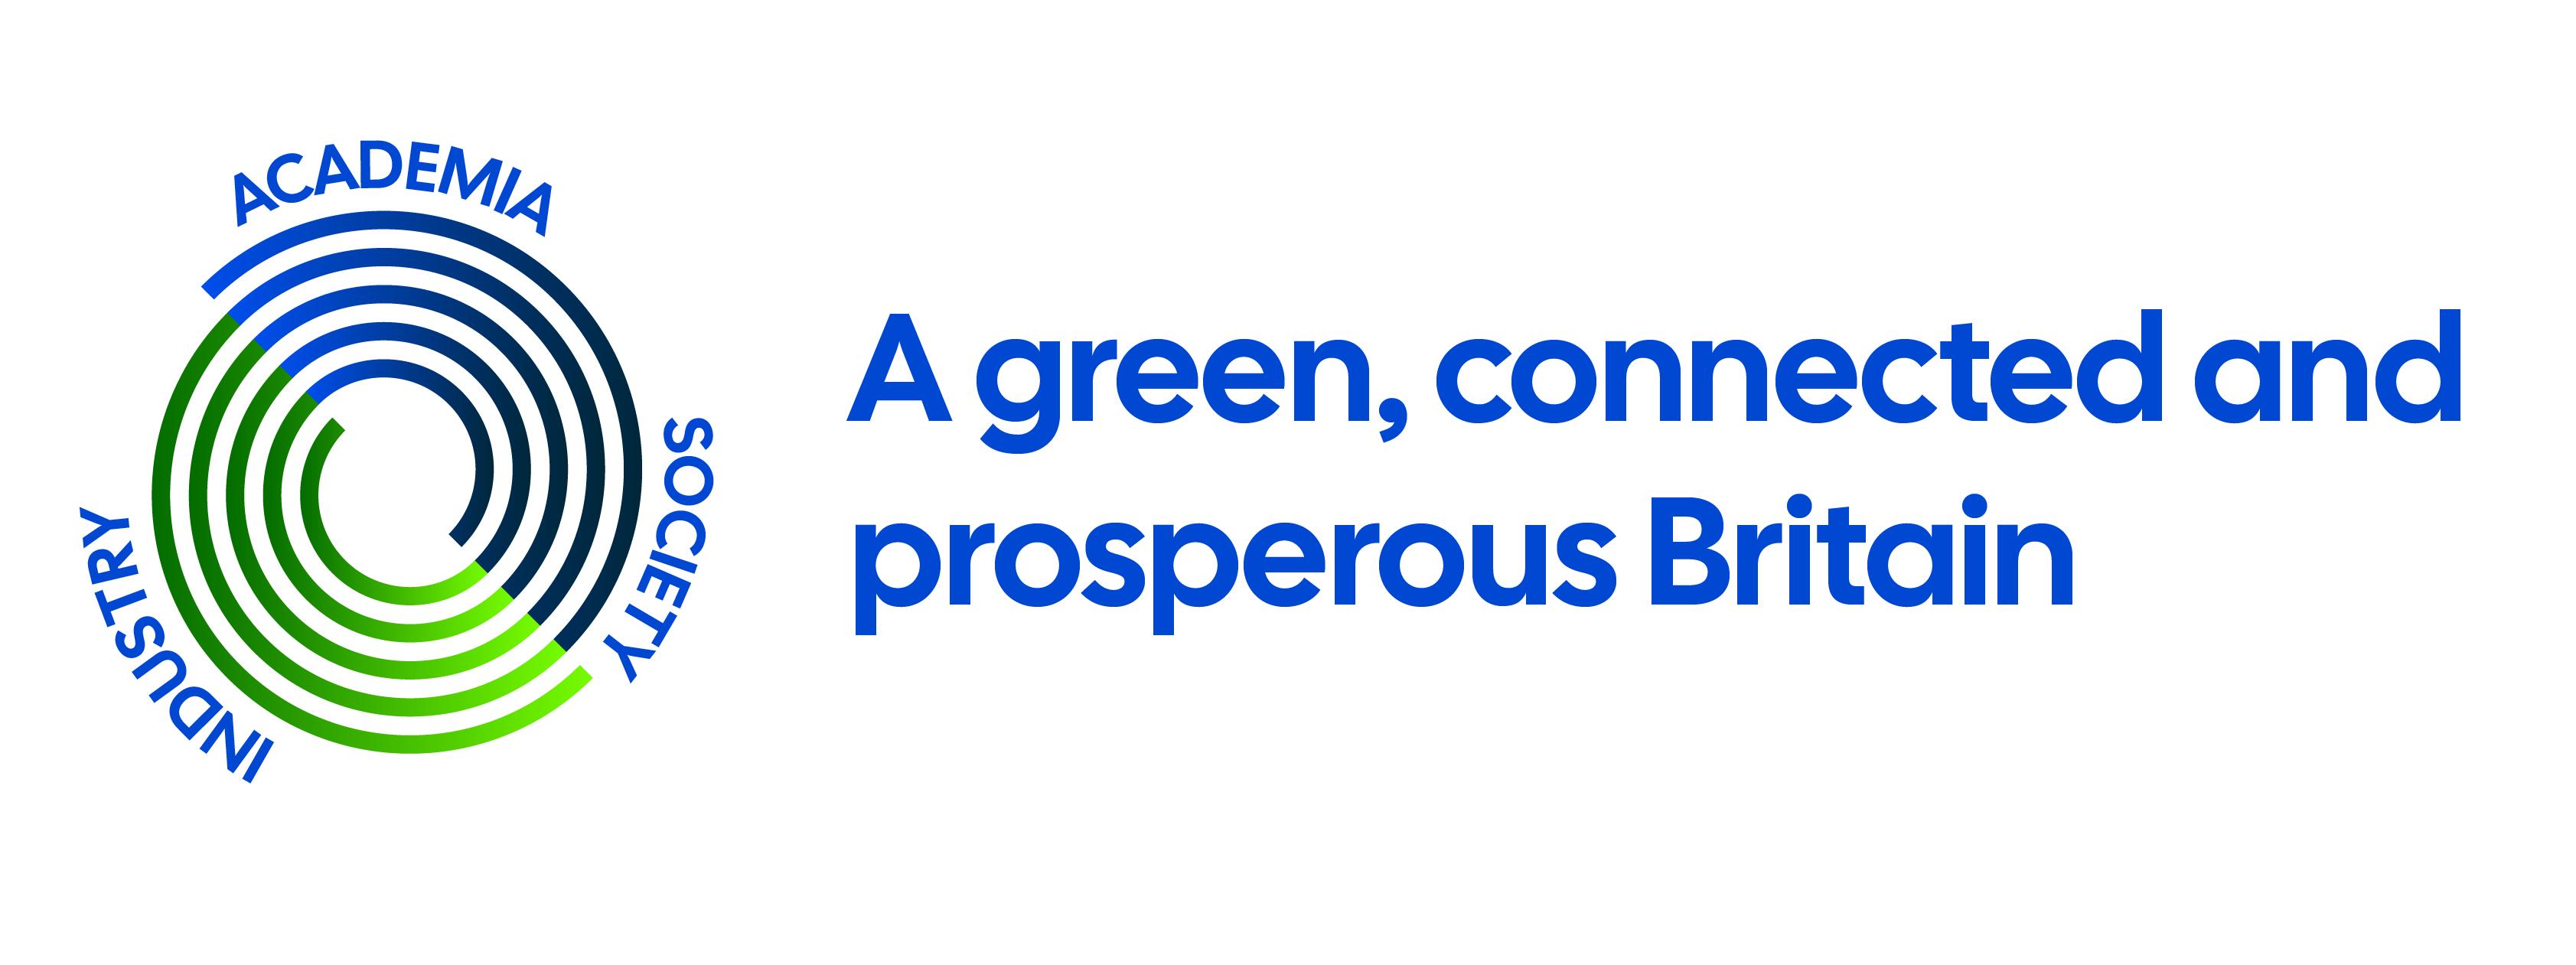 ACADEMIA
SOCIETY
INDUSTRY
A green, connected and
prosperous Britain